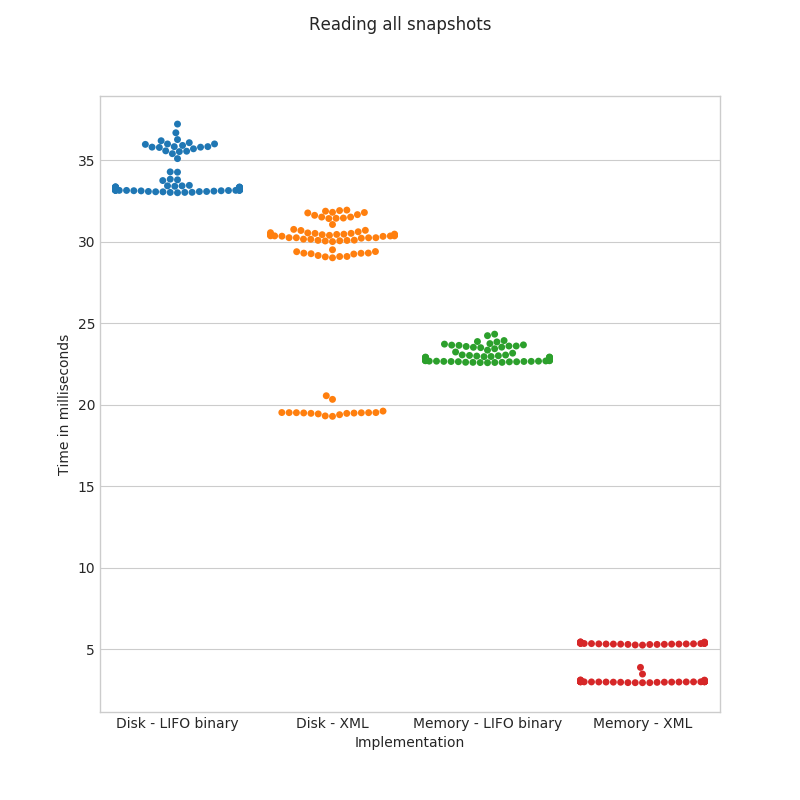 Reading all snapshots
Time in milliseconds
35
30
25
20
15
10
5
Disk - LIFO binary
Disk - XML
Memory - LIFO binary
Memory - XML
Implementation